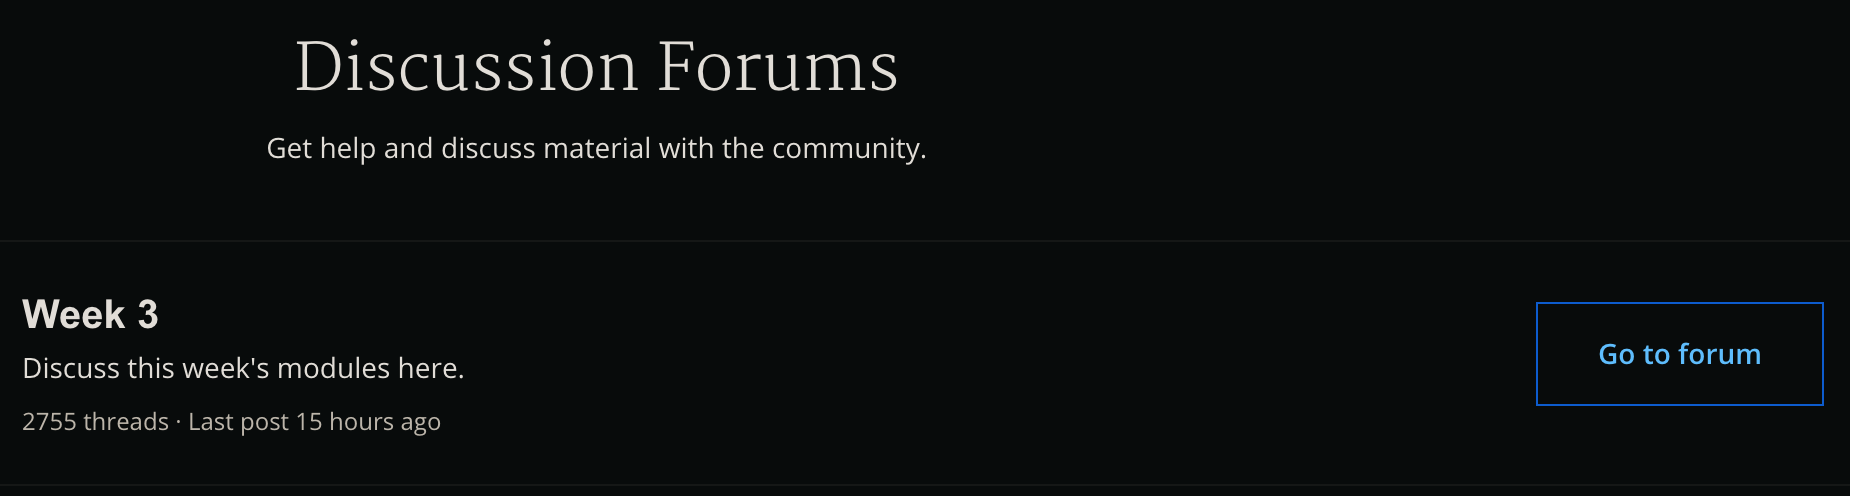 Discussion Forums
Get help and discuss material with the community.
Week 3
Discuss this week's modules here.
2755 threads · Last post 15 hours ago
Go to forum